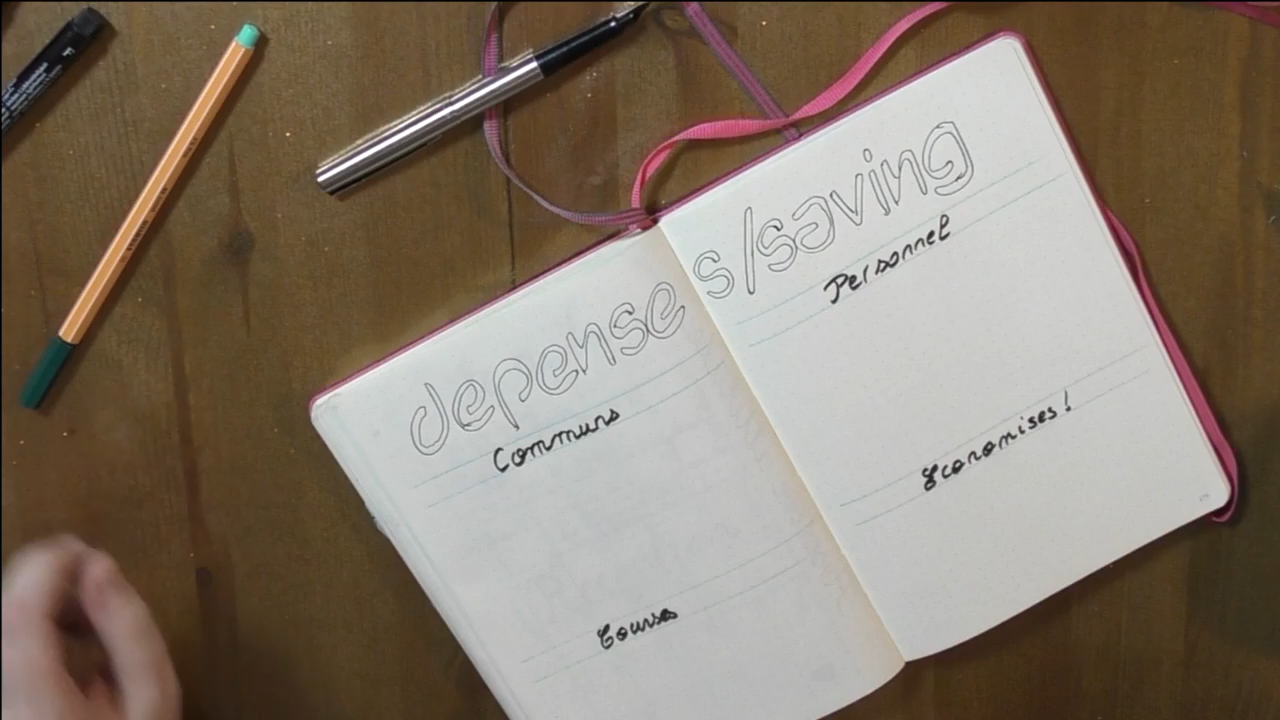 depenses/saving
Communs
Courses
Personnel
Economises!